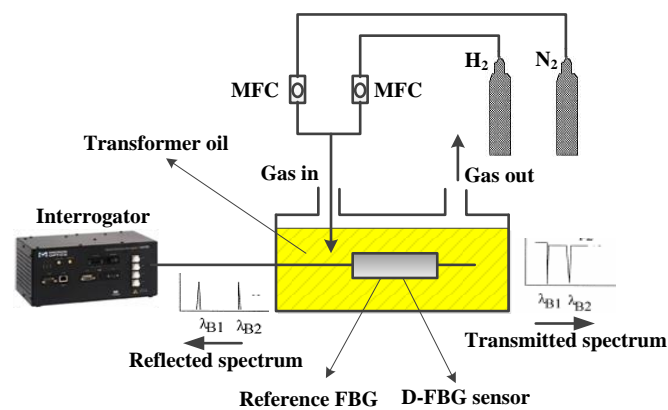 H₂ N₂
MFC MFC
Transformer oil
Gas in Gas out
Interrogator
λB1 λB2
λB1 λB2
Reflected spectrum
Transmitted spectrum
Reference FBG D-FBG sensor